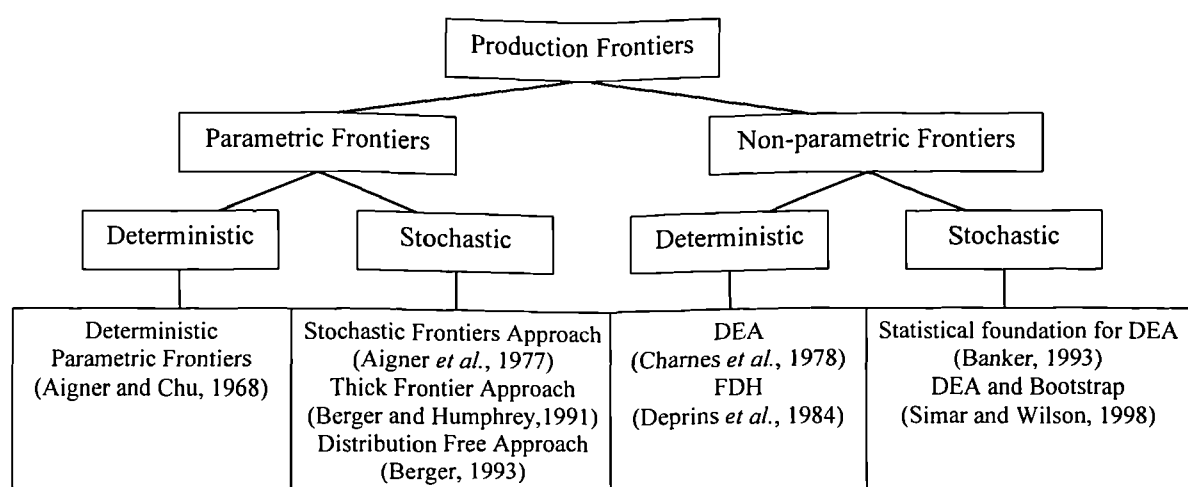 Production Frontiers
Parametric Frontiers
Non-parametric Frontiers
Deterministic
Stochastic
Deterministic
Stochastic
Deterministic
Parametric Frontiers
(Aigner and Chu, 1968)
Stochastic Frontiers Approach
(Aigner et al., 1977)
Thick Frontier Approach
(Berger and Humphrey,1991)
Distribution Free Approach
(Berger, 1993)
DEA
(Charnes et al., 1978)
FDH
(Deprins et al., 1984)
Statistical foundation for DEA
(Banker, 1993)
DEA and Bootstrap
(Simar and Wilson, 1998)